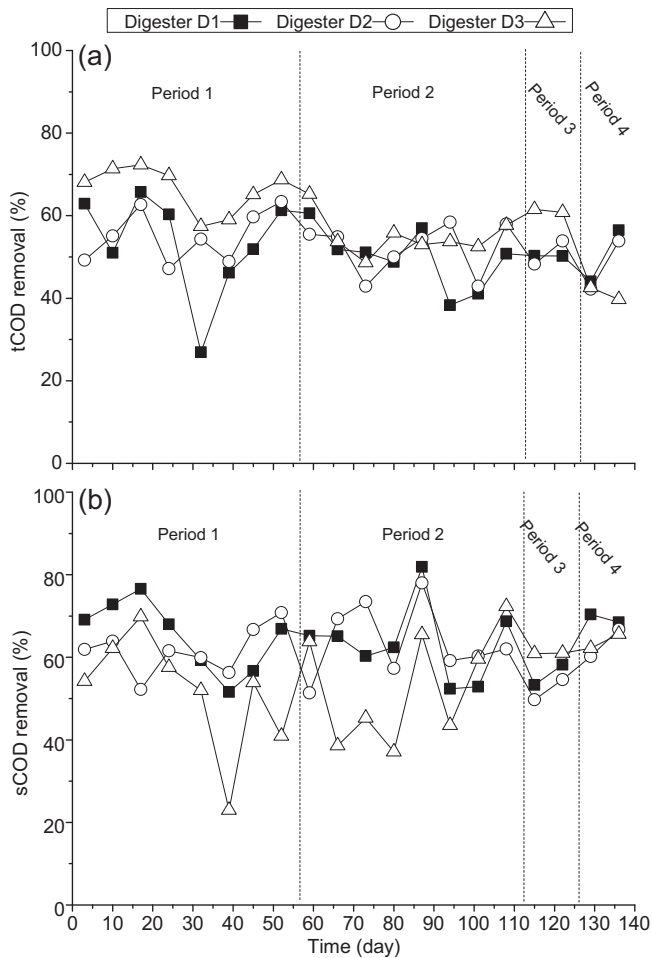 Digester D1 Digester D2 Digester D3
(a)
Period 1
Period 2
Period 3
Period 4
tCOD removal (%)
100
80
60
40
20
0
(b)
Period 1
Period 2
Period 3
Period 4
sCOD removal (%)
100
80
60
40
20
0
0 10 20 30 40 50 60 70 80 90 100 110 120 130 140
Time (day)